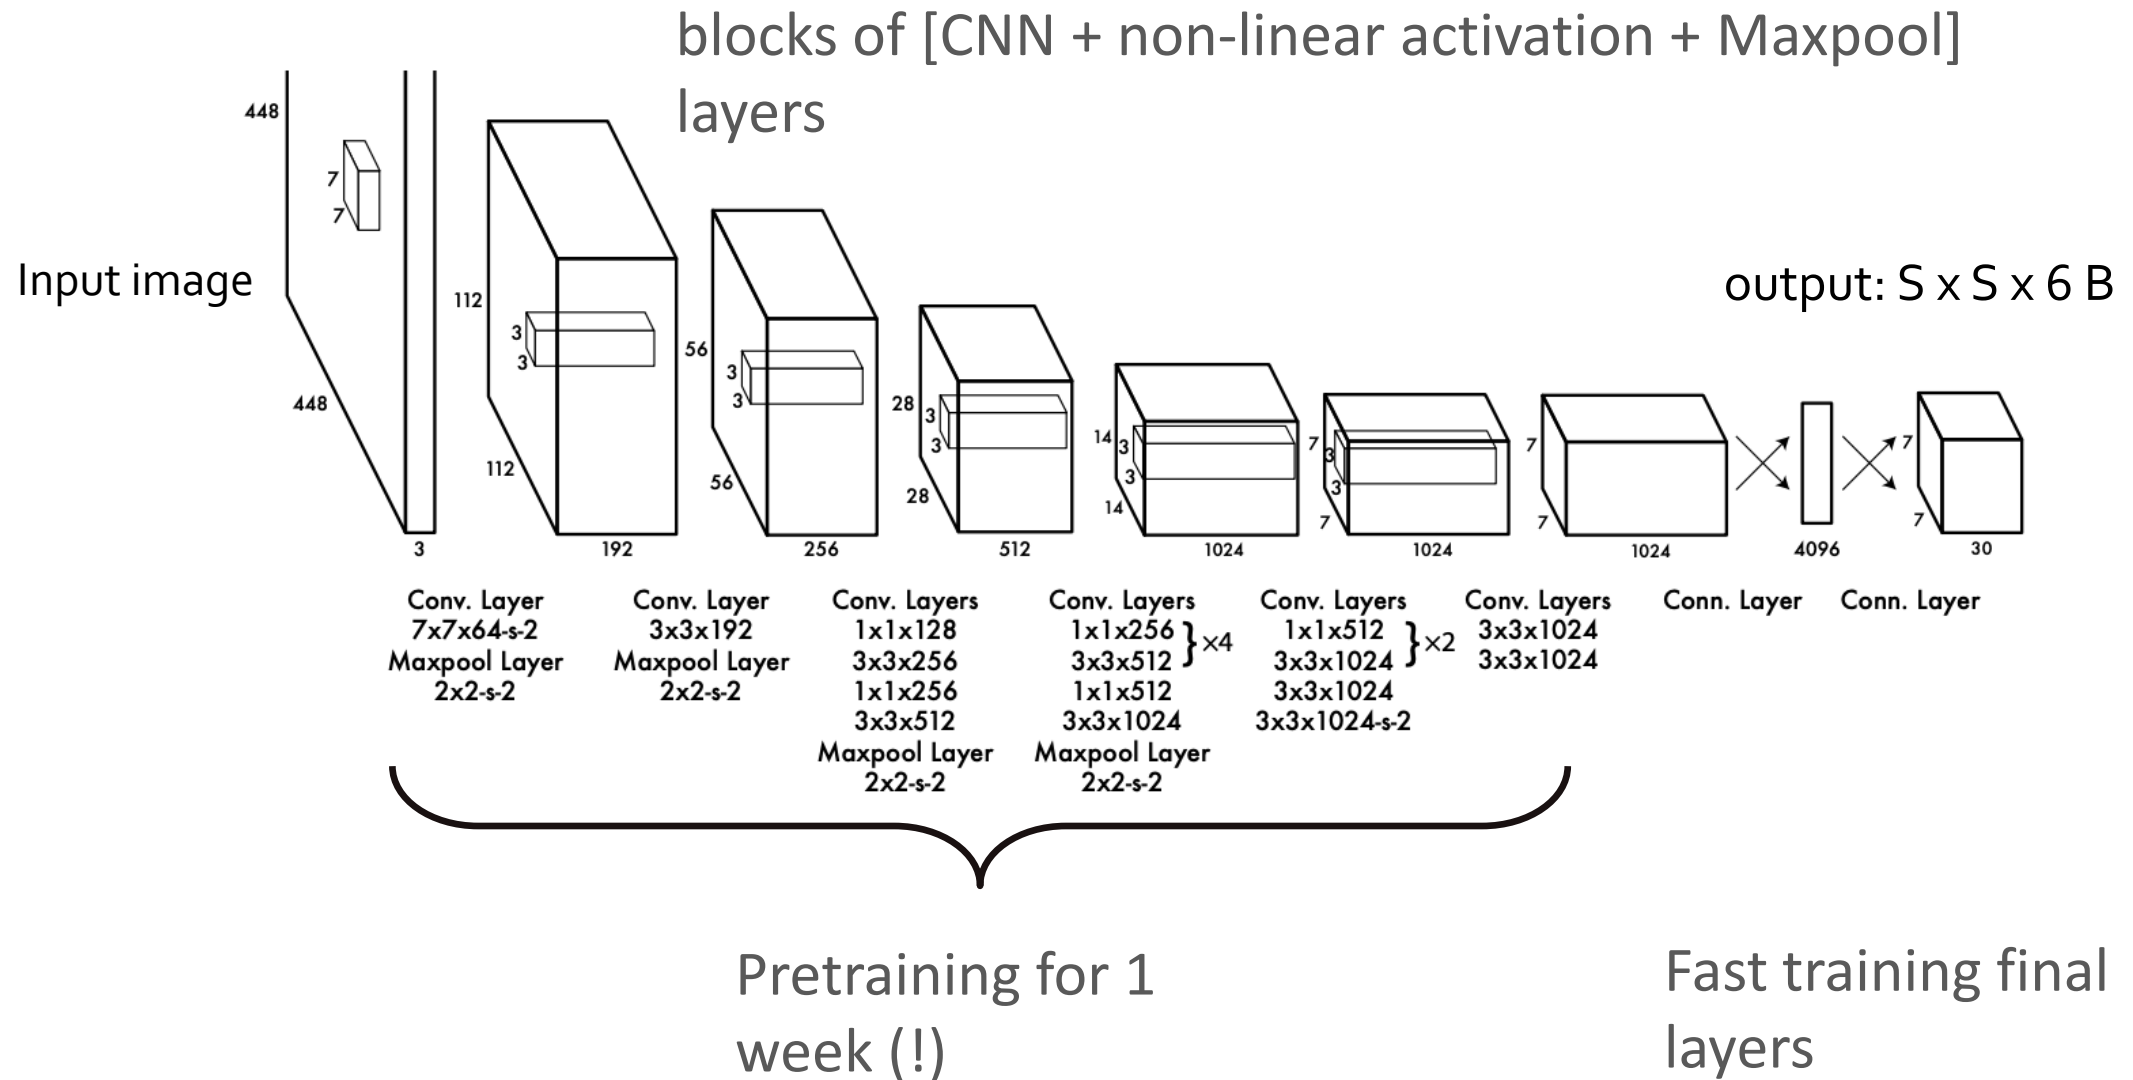 blocks of [CNN + non-linear activation + Maxpool]
layers
448
7
7
Input image
448
3
112
3
3
112
192
56
3
3
56
256
28
3
3
28
512
14
3
3
14
1024
7
3
3
7
1024
7
7
1024
4096
7
7
30
output: S x S x 6 B
Conv. Layer
7x7x64-s-2
Maxpool Layer
2x2-s-2
Conv. Layer
3x3x192
Maxpool Layer
2x2-s-2
Conv. Layers
1x1x128
3x3x256
1x1x256
3x3x512
Maxpool Layer
2x2-s-2
Conv. Layers
1x1x256
3x3x512
}×4
1x1x512
3x3x1024
Maxpool Layer
2x2-s-2
Conv. Layers
1x1x512
3x3x1024
}×2
3x3x1024
3x3x1024-s-2
Conv. Layers
3x3x1024
3x3x1024
Conn. Layer
Conn. Layer
Pretraining for 1
week (!)
Fast training final
layers